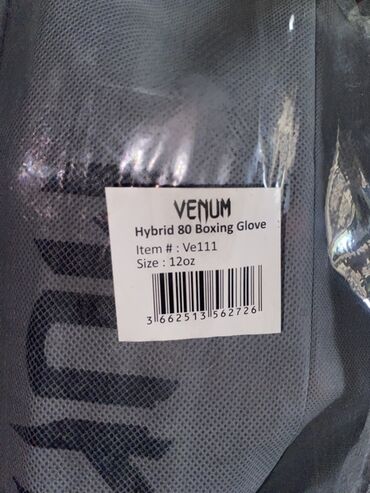 VENUM
Hybrid 80 Boxing Glove
Item # : Ve111
Size : 12oz
3 662513 562726